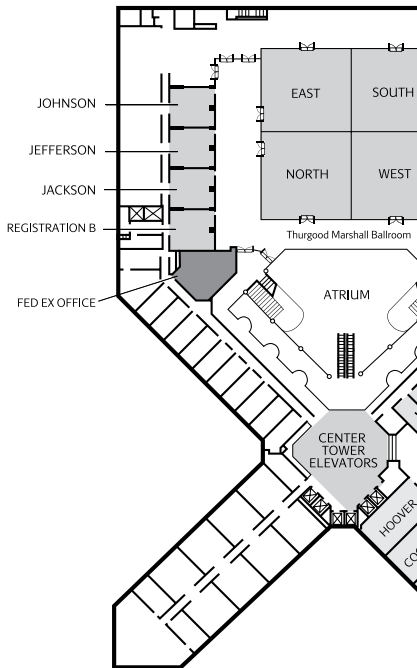 EAST
SOUTH
JOHNSON
JEFFERSON
NORTH
WEST
JACKSON
REGISTRATION B
Thurgood Marshall Ballroom
FED EX OFFICE
ATRIUM
CENTER
TOWER
ELEVATORS
HOOVER
CO